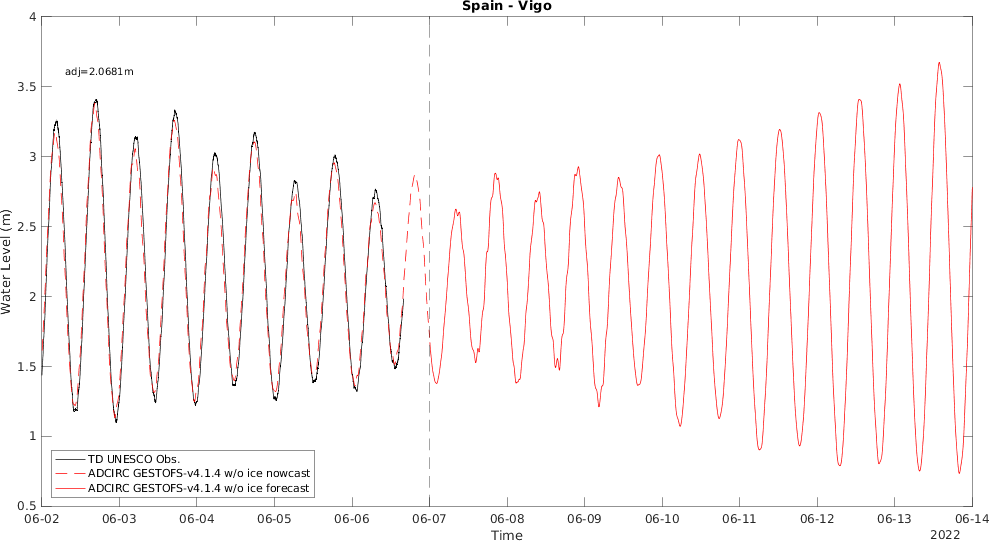 Spain - Vigo
adj=2.0681m
Water Level (m)
4
3.5
3
2.5
2
1.5
1
0.5
TD UNESCO Obs.
ADCIRC GESTOFS-v4.1.4 w/o ice nowcast
ADCIRC GESTOFS-v4.1.4 w/o ice forecast
06-02 06-03 06-04 06-05 06-06 06-07 06-08 06-09 06-10 06-11 06-12 06-13 06-14
Time
2022